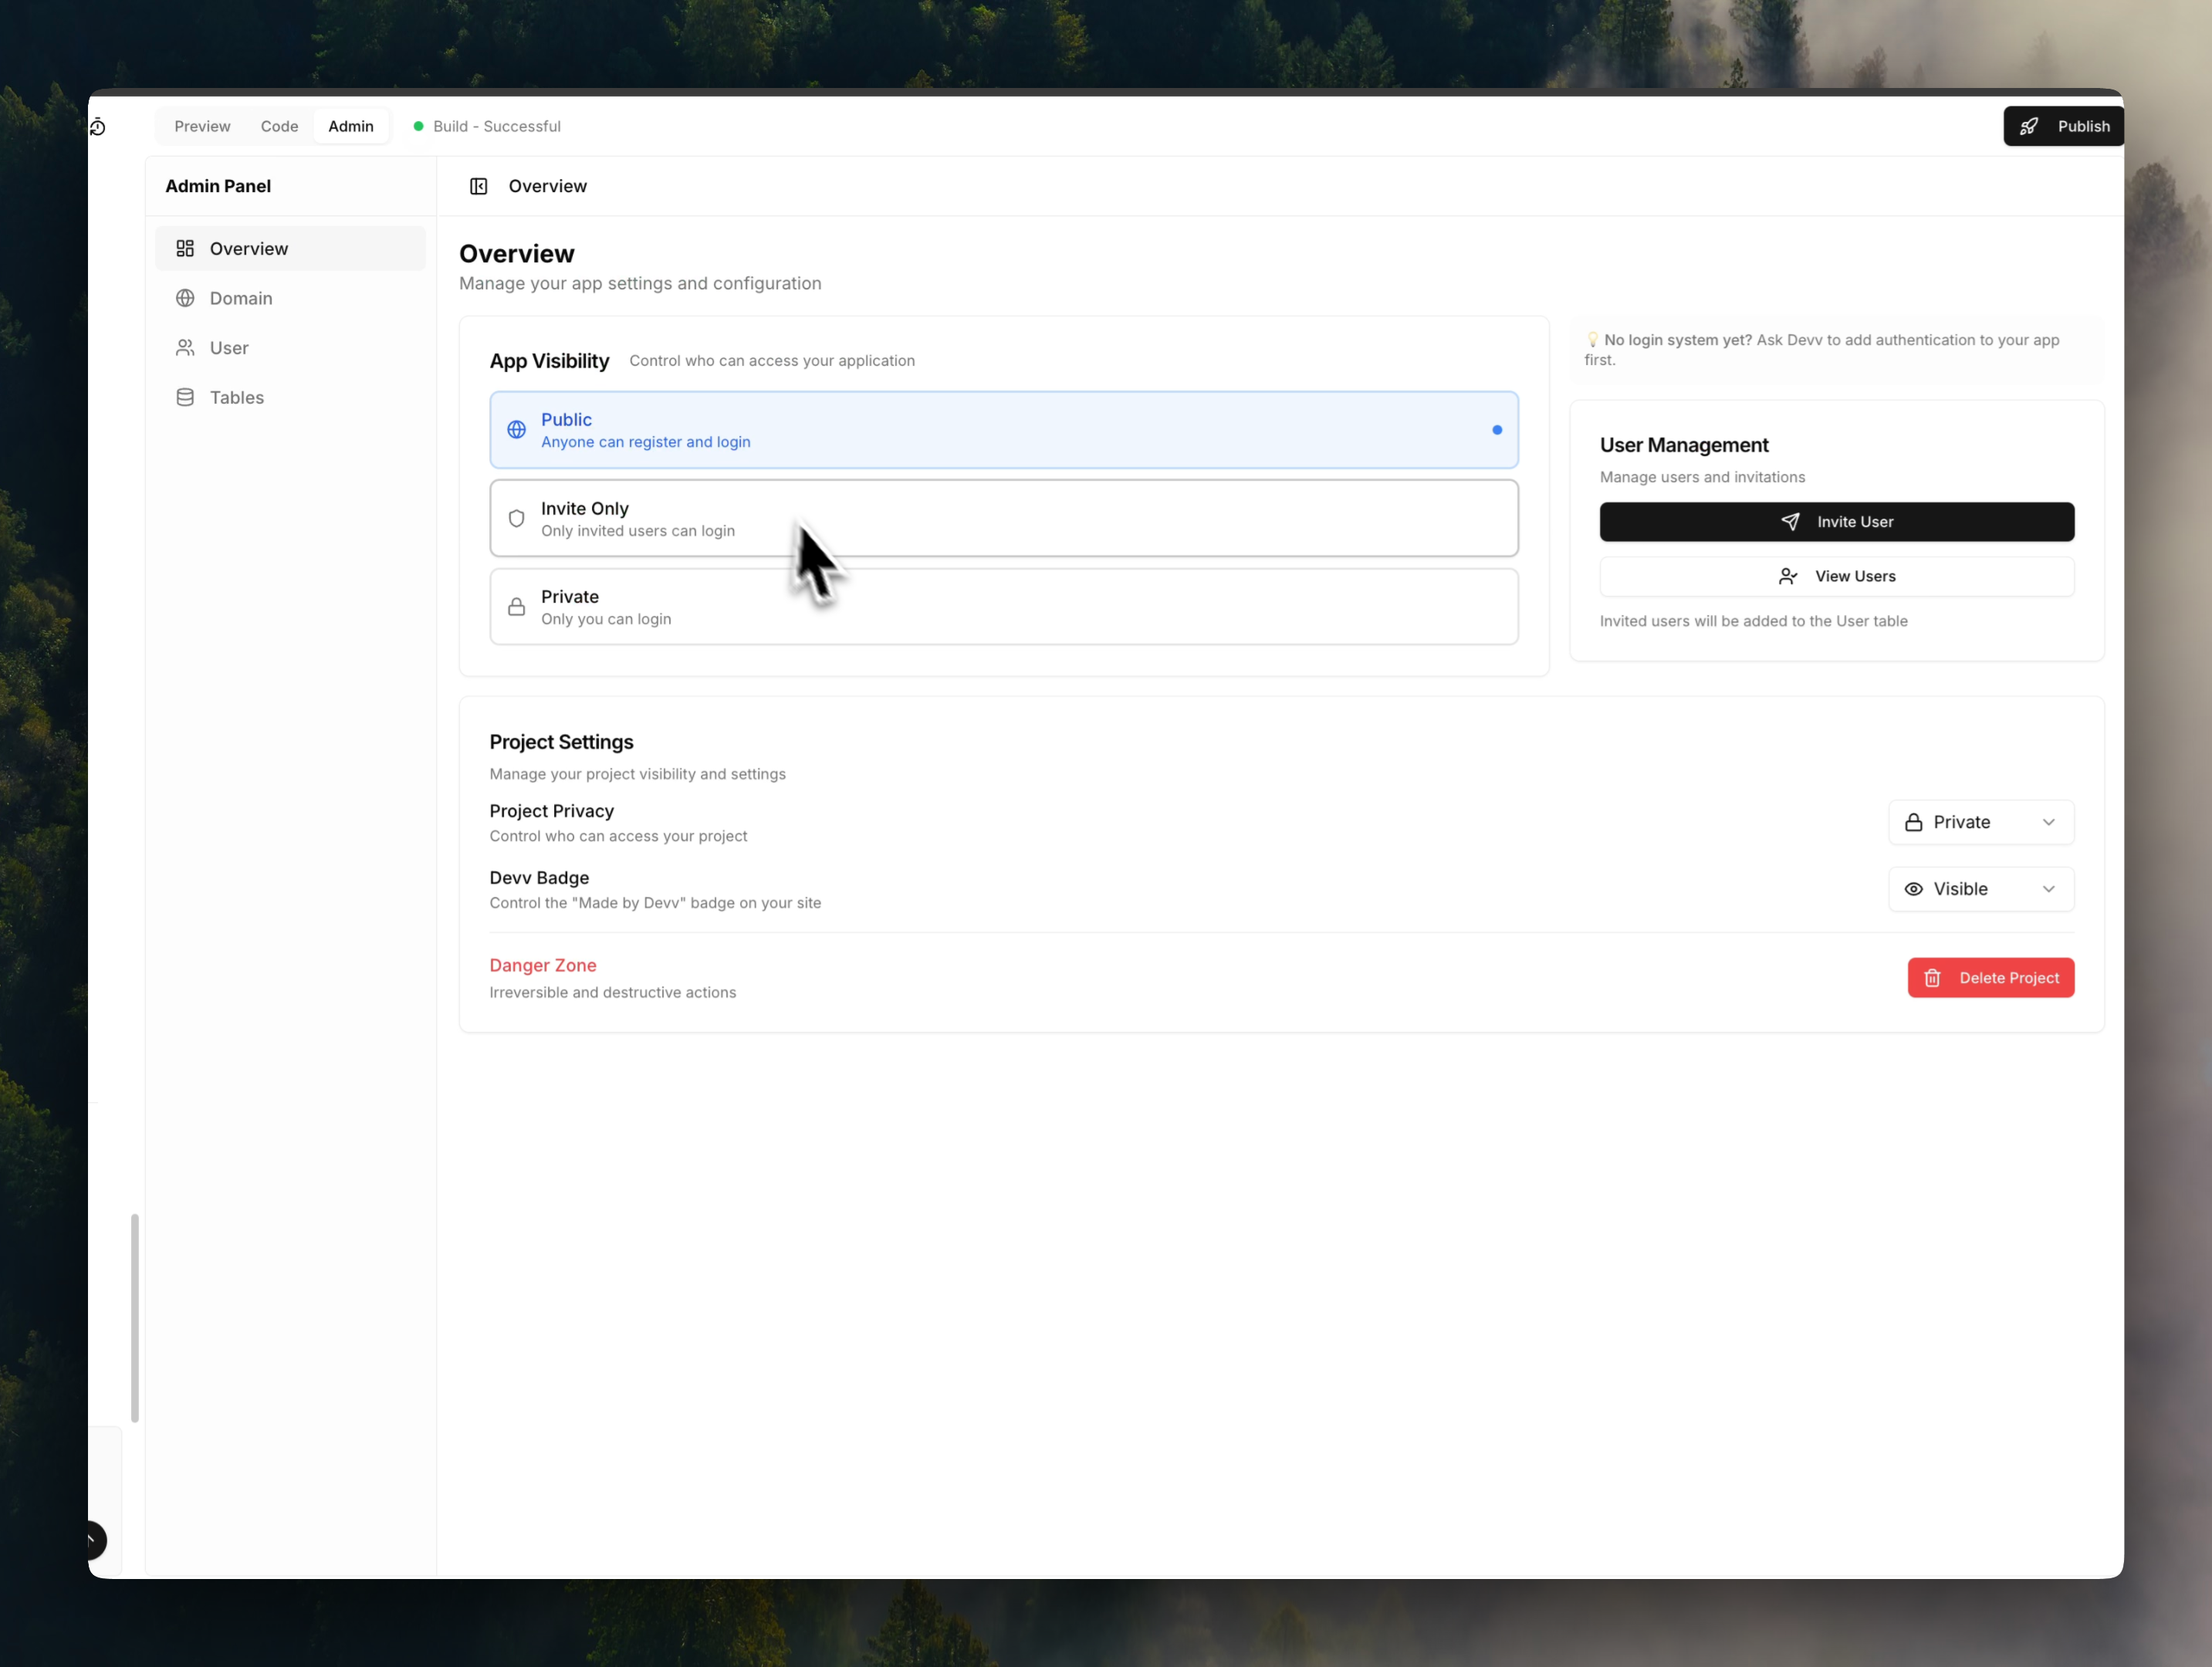 Preview Code Admin Build - Successful Publish
Admin Panel
Overview
Domain
User
Tables
Overview
Overview
Manage your app settings and configuration
App Visibility Control who can access your application
Public
Anyone can register and login
Invite Only
Only invited users can login
Private
Only you can login
💡 No login system yet? Ask Devv to add authentication to your app
first.
User Management
Manage users and invitations
Invite User
View Users
Invited users will be added to the User table
Project Settings
Manage your project visibility and settings
Project Privacy
Control who can access your project
Private
Devv Badge
Control the "Made by Devv" badge on your site
Visible
Danger Zone
Irreversible and destructive actions
Delete Project